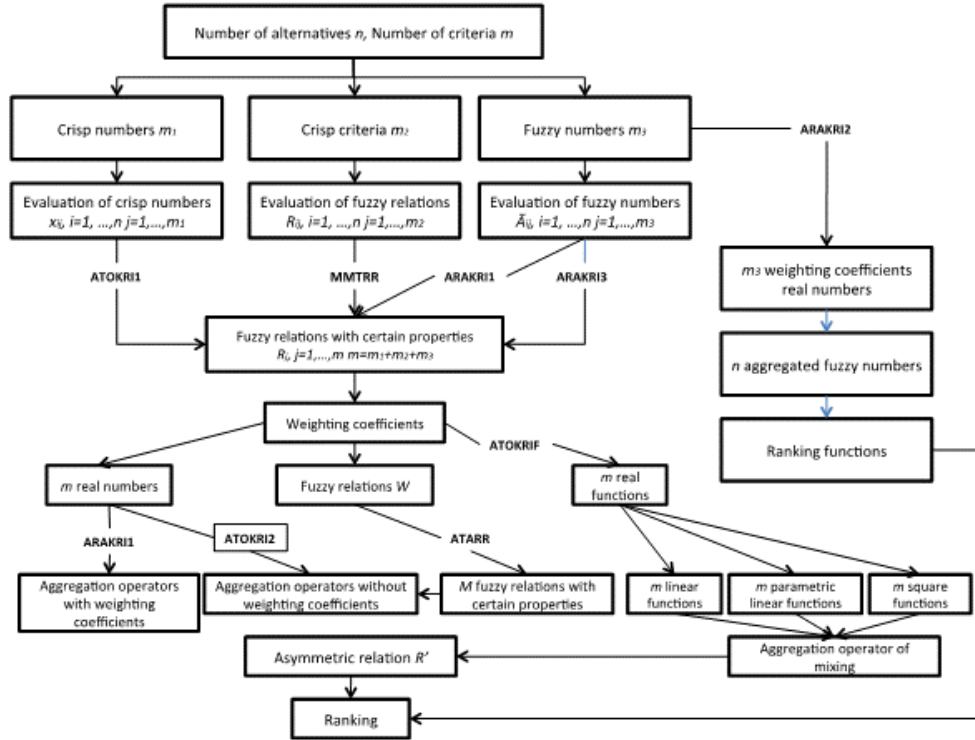 Number of alternatives n, Number of criteria m
Crisp numbers m₁
Crisp criteria m₂
Fuzzy numbers m₃
ARAKRI2
Evaluation of crisp numbers
xᵢⱼ, i=1, ...,n j=1,...,m₁
Evaluation of fuzzy relations
Rᵢⱼ, i=1, ...,n j=1,...,m₂
Evaluation of fuzzy numbers
Ãᵢⱼ, i=1, ...,n j=1,...,m₃
ATOKRI1
MMTRR
ARAKRI1
ARAKRI3
m₃ weighting coefficients
real numbers
Fuzzy relations with certain properties
Rᵢ, j=1,...,m m=m₁+m₂+m₃
n aggregated fuzzy numbers
Weighting coefficients
Ranking functions
ATOKRIF
m real numbers
Fuzzy relations W
m real
functions
ARAKRI1
ATOKRI2
ATARR
Aggregation operators
with weighting
coefficients
Aggregation operators without
weighting coefficients
M fuzzy relations with
certain properties
m linear
functions
m parametric
linear functions
m square
functions
Asymmetric relation R’
Aggregation operator of
mixing
Ranking